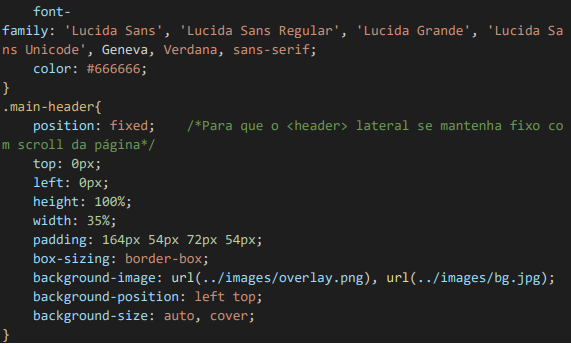 font-
family: 'Lucida Sans', 'Lucida Sans Regular', 'Lucida Grande', 'Lucida Sa
ns Unicode', Geneva, Verdana, sans-serif;
color: #666666;
}
.main-header{
position: fixed;    /*Para que o <header> lateral se mantenha fixo co
m scroll da página*/
top: 0px;
left: 0px;
height: 100%;
width: 35%;
padding: 164px 54px 72px 54px;
box-sizing: border-box;
background-image: url(../images/overlay.png), url(../images/bg.jpg);
background-position: left top;
background-size: auto, cover;
}